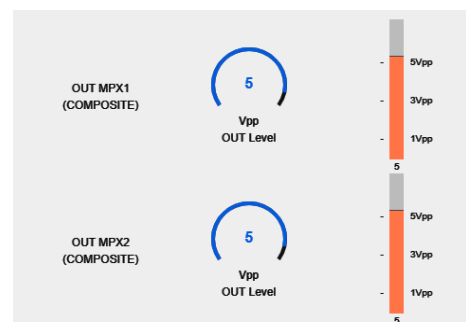 OUT MPX1
(COMPOSITE)
5
Vpp
OUT Level
- 5Vpp
- 3Vpp
- 1Vpp
5
OUT MPX2
(COMPOSITE)
5
Vpp
OUT Level
- 5Vpp
- 3Vpp
- 1Vpp
5